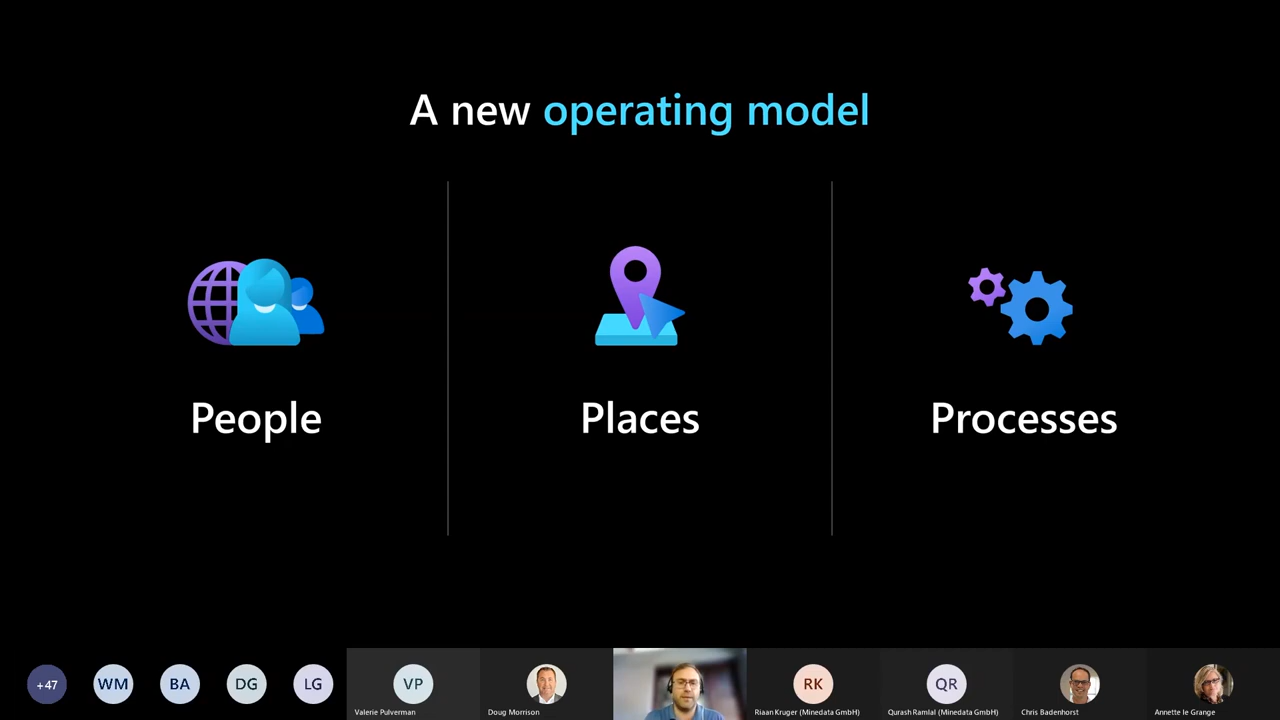 A new operating model
People
Places
Processes
+47
WM
BA
DG
LG
VP
Valerie Pulverman
Doug Morrison
RK
Riaan Kruger (Minedata GmbH)
QR
Qurash Ramlal (Minedata GmbH)
Chris Badenhorst
Annette le Grange